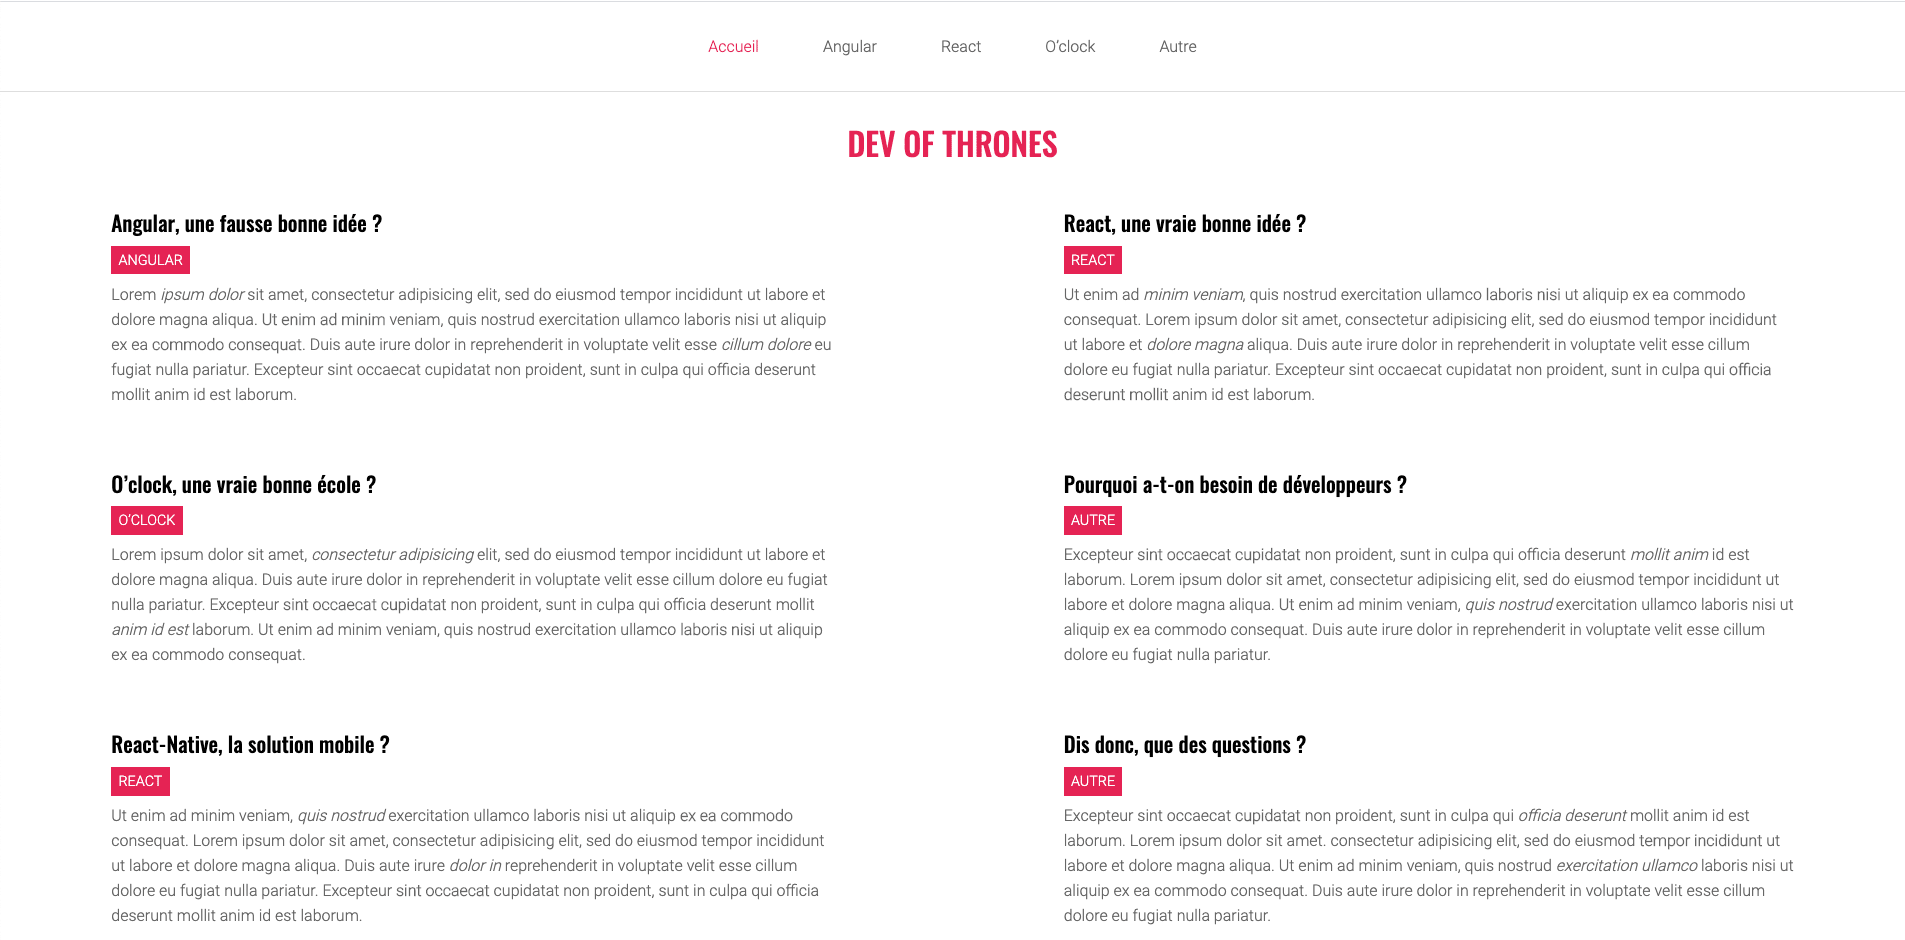 Accueil Angular React O'clock Autre
DEV OF THRONES
Angular, une fausse bonne idée ?
ANGULAR
Lorem ipsum dolor sit amet, consectetur adipisicing elit, sed do eiusmod tempor incididunt ut labore et
dolore magna aliqua. Ut enim ad minim veniam, quis nostrud exercitation ullamco laboris nisi ut aliquip
ex ea commodo consequat. Duis aute irure dolor in reprehenderit in voluptate velit esse cillum dolore eu
fugiat nulla pariatur. Excepteur sint occaecat cupidatat non proident, sunt in culpa qui officia deserunt
mollit anim id est laborum.
React, une vraie bonne idée ?
REACT
Ut enim ad minim veniam, quis nostrud exercitation ullamco laboris nisi ut aliquip ex ea commodo
consequat. Lorem ipsum dolor sit amet, consectetur adipisicing elit, sed do eiusmod tempor incididunt
ut labore et dolore magna aliqua. Duis aute irure dolor in reprehenderit in voluptate velit esse cillum
dolore eu fugiat nulla pariatur. Excepteur sint occaecat cupidatat non proident, sunt in culpa qui officia
deserunt mollit anim id est laborum.
O'clock, une vraie bonne école ?
O'CLOCK
Lorem ipsum dolor sit amet, consectetur adipisicing elit, sed do eiusmod tempor incididunt ut labore et
dolore magna aliqua. Duis aute irure dolor in reprehenderit in voluptate velit esse cillum dolore eu fugiat
nulla pariatur. Excepteur sint occaecat cupidatat non proident, sunt in culpa qui officia deserunt mollit
anim id est laborum. Ut enim ad minim veniam, quis nostrud exercitation ullamco laboris nisi ut aliquip
ex ea commodo consequat.
Pourquoi a-t-on besoin de développeurs ?
AUTRE
Excepteur sint occaecat cupidatat non proident, sunt in culpa qui officia deserunt mollit anim id est
laborum. Lorem ipsum dolor sit amet, consectetur adipisicing elit, sed do eiusmod tempor incididunt ut
labore et dolore magna aliqua. Ut enim ad minim veniam, quis nostrud exercitation ullamco laboris nisi ut
aliquip ex ea commodo consequat. Duis aute irure dolor in reprehenderit in voluptate velit esse cillum
dolore eu fugiat nulla pariatur.
React-Native, la solution mobile ?
REACT
Ut enim ad minim veniam, quis nostrud exercitation ullamco laboris nisi ut aliquip ex ea commodo
consequat. Lorem ipsum dolor sit amet, consectetur adipisicing elit, sed do eiusmod tempor incididunt
ut labore et dolore magna aliqua. Duis aute irure dolor in reprehenderit in voluptate velit esse cillum
dolore eu fugiat nulla pariatur. Excepteur sint occaecat cupidatat non proident, sunt in culpa qui officia
deserunt mollit anim id est laborum.
Dis donc, que des questions ?
AUTRE
Excepteur sint occaecat cupidatat non proident, sunt in culpa qui officia deserunt mollit anim id est
laborum. Lorem ipsum dolor sit amet. consectetur adipisicing elit, sed do eiusmod tempor incididunt ut
labore et dolore magna aliqua. Ut enim ad minim veniam, quis nostrud exercitation ullamco laboris nisi ut
aliquip ex ea commodo consequat. Duis aute irure dolor in reprehenderit in voluptate velit esse cillum
dolore eu fugiat nulla pariatur.